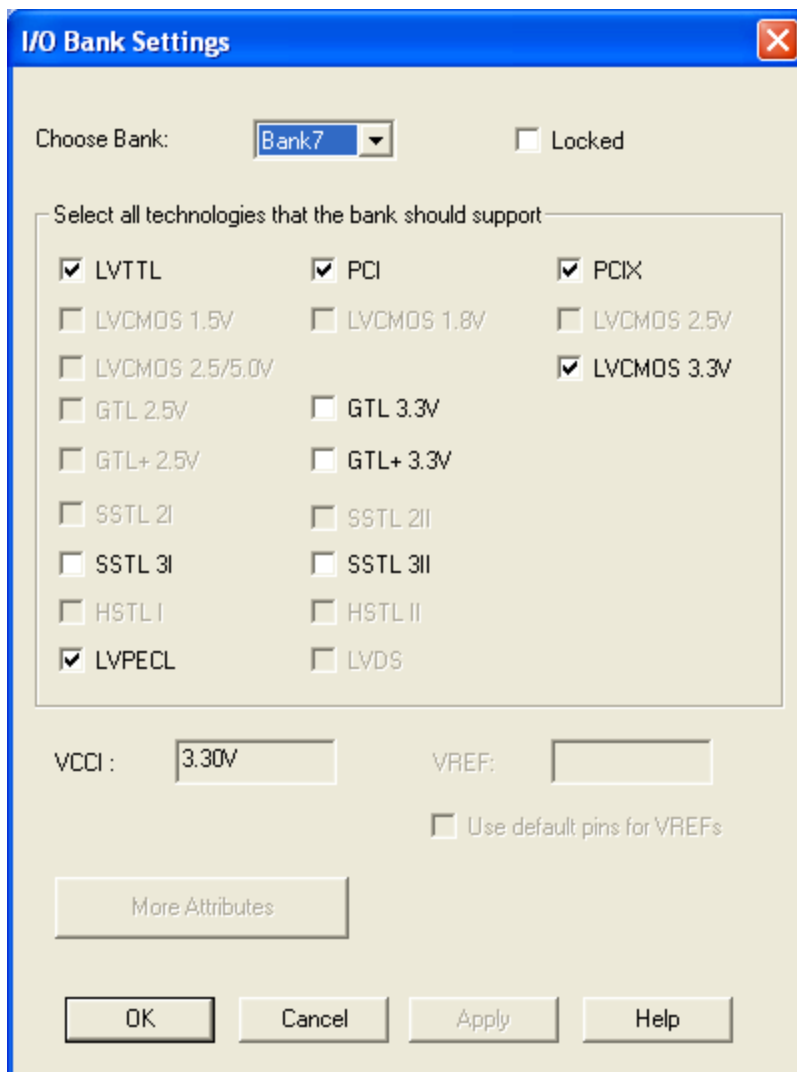 I/O Bank Settings
Choose Bank: Bank7 Locked
Select all technologies that the bank should support
LVTTL PCI PCIX
LVCMOS 1.5V LVCMOS 1.8V LVCMOS 2.5V
LVCMOS 2.5/5.0V LVCMOS 3.3V
GTL 2.5V GTL 3.3V
GTL+ 2.5V GTL+ 3.3V
SSTL 2I SSTL 2II
SSTL 3I SSTL 3II
HSTL I HSTL II
LVPECL LVDS
VCCI : 3.30V VREF:
Use default pins for VREFs
More Attributes
OK Cancel Apply Help